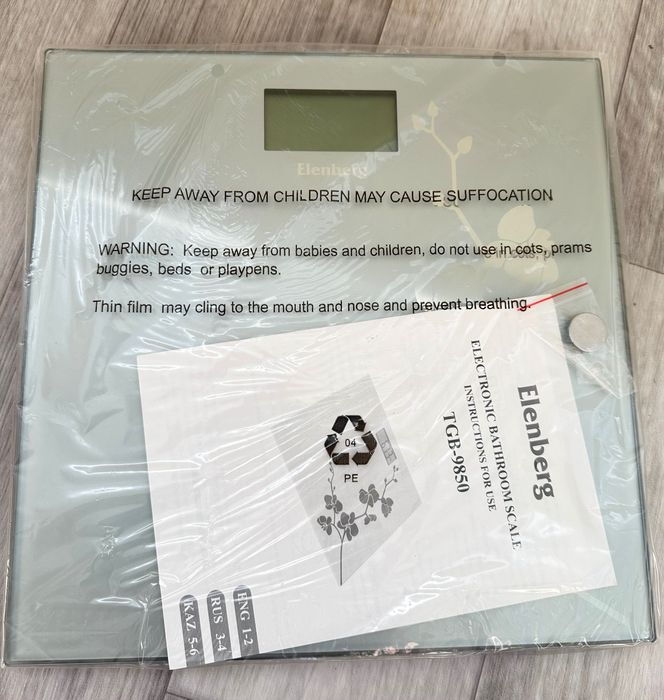 Elenberg
KEEP AWAY FROM CHILDREN MAY CAUSE SUFFOCATION
WARNING: Keep away from babies and children, do not use in cots, prams
buggies, beds or playpens.
Thin film may cling to the mouth and nose and prevent breathing.
Elenberg
ELECTRONIC BATHROOM SCALE
INSTRUCTIONS FOR USE
TGB-9850
04
PE
ENG 1-2
RUS 3-4
KAZ 5-6